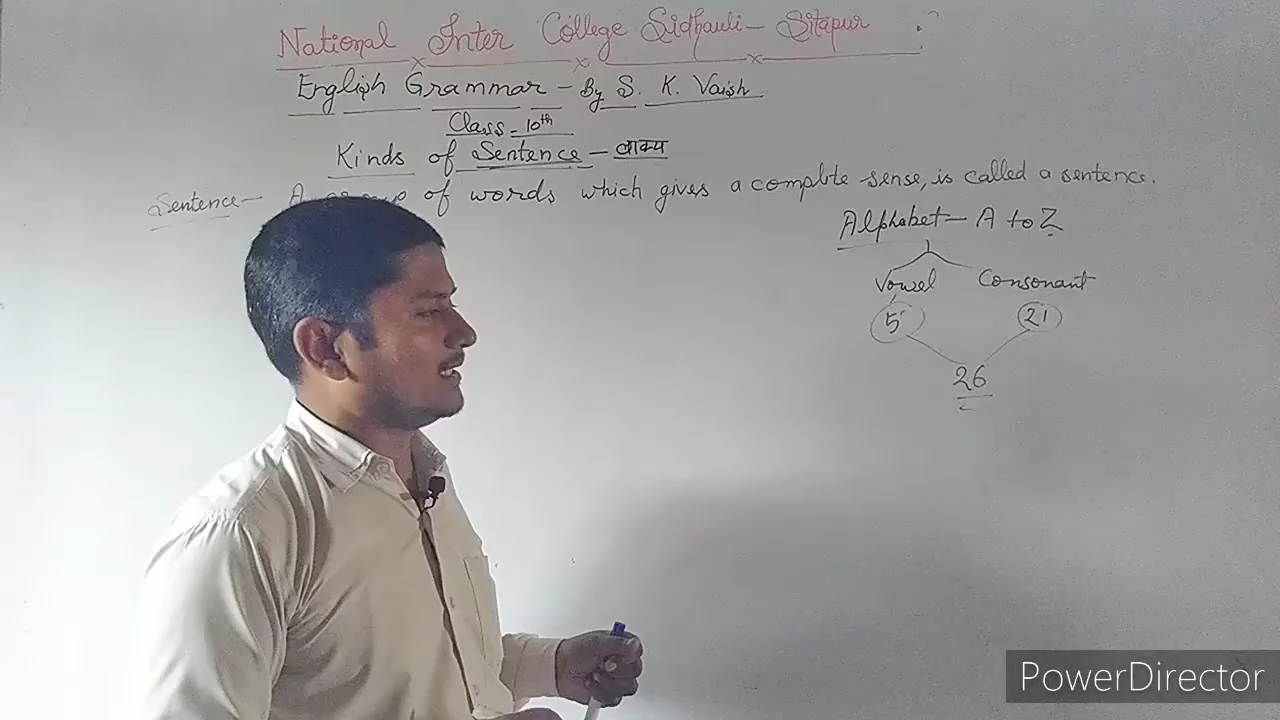 National Inter College Sidhauli - Sitapur
English Grammar - By S. K. Vaish
Class - 10th
Kinds of Sentence - वाक्य
Sentence - A of words which gives a complete sense, is called a sentence.
Alphabet - A to Z
Vowel Consonant
5 21
26
PowerDirector